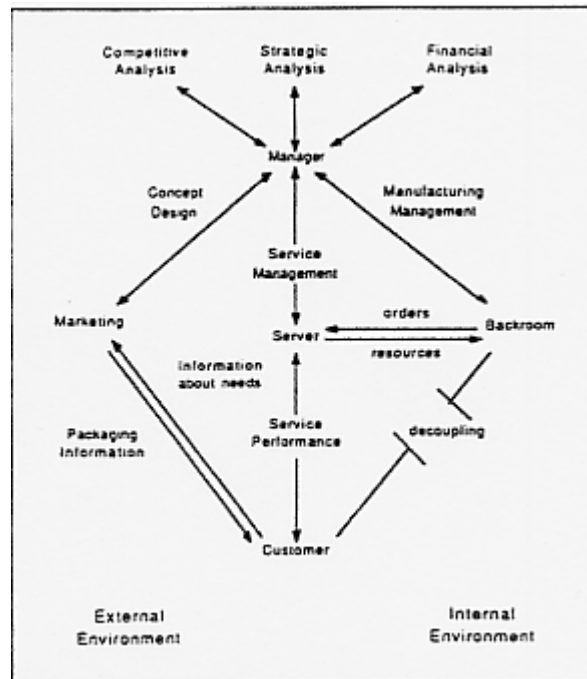 Competitive
Analysis
Strategic
Analysis
Financial
Analysis
Manager
Concept
Design
Manufacturing
Management
Service
Management
Marketing
orders
Server
Backroom
resources
Information
about needs
Packaging
Information
Service
Performance
decoupling
Customer
External
Environment
Internal
Environment